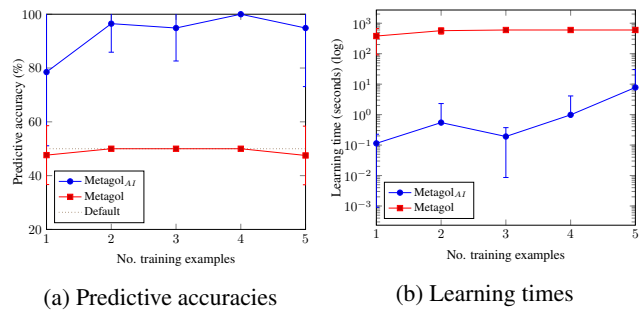 100
80
60
40
20
Predictive accuracy (%)
Metagol_AI
Metagol
Default
1 2 3 4 5
No. training examples
(a) Predictive accuracies
10^3
10^2
10^1
10^0
10^−1
10^−2
10^−3
Learning time (seconds) (log)
Metagol_AI
Metagol
1 2 3 4 5
No. training examples
(b) Learning times